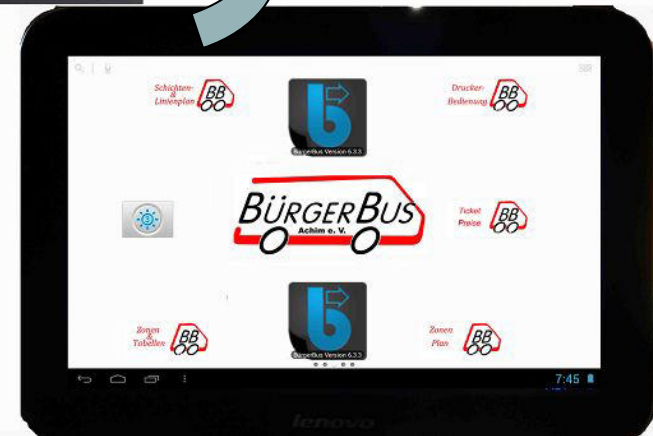 Schichten-
&
Linienplan
BB
b
BürgerBus Version 6.3.3
Drucker-
Bedienung
BB
BÜRGERBUS
Achim e. V.
Ticket
Preise
BB
Zonen
&
Tabellen
BB
b
BürgerBus Version 6.3.3
Zonen
Plan
BB
7:45
lenovo